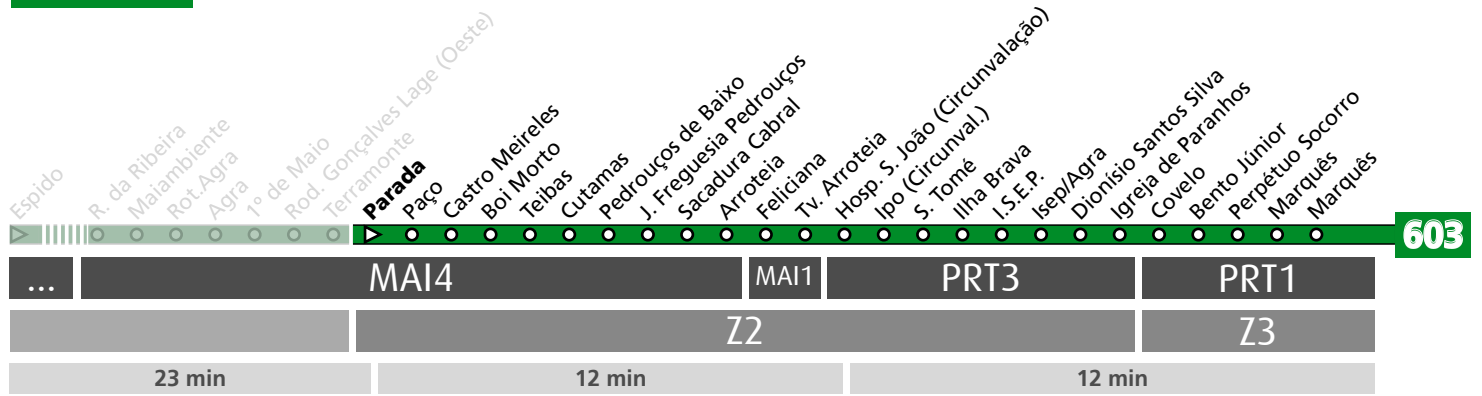 Espido
R. da Ribeira
Maiambiente
Rot.Agra
Agra
1º de Maio
Rod. Gonçalves Lage (Oeste)
Terramonte
Parada
Paço
Castro Meireles
Boi Morto
Teibas
Cutamas
Pedrouços de Baixo
J. Freguesia Pedrouços
Sacadura Cabral
Arroteia
Feliciana
Tv. Arroteia
Hosp. S. João (Circunvalação)
Ipo (Circunval.)
S. Tomé
Ilha Brava
I.S.E.P.
Isep/Agra
Dionísio Santos Silva
Igreja de Paranhos
Covelo
Bento Júnior
Perpétuo Socorro
Marquês
Marquês
603
... MAI4 MAI1 PRT3 PRT1
Z2 Z3
23 min 12 min 12 min